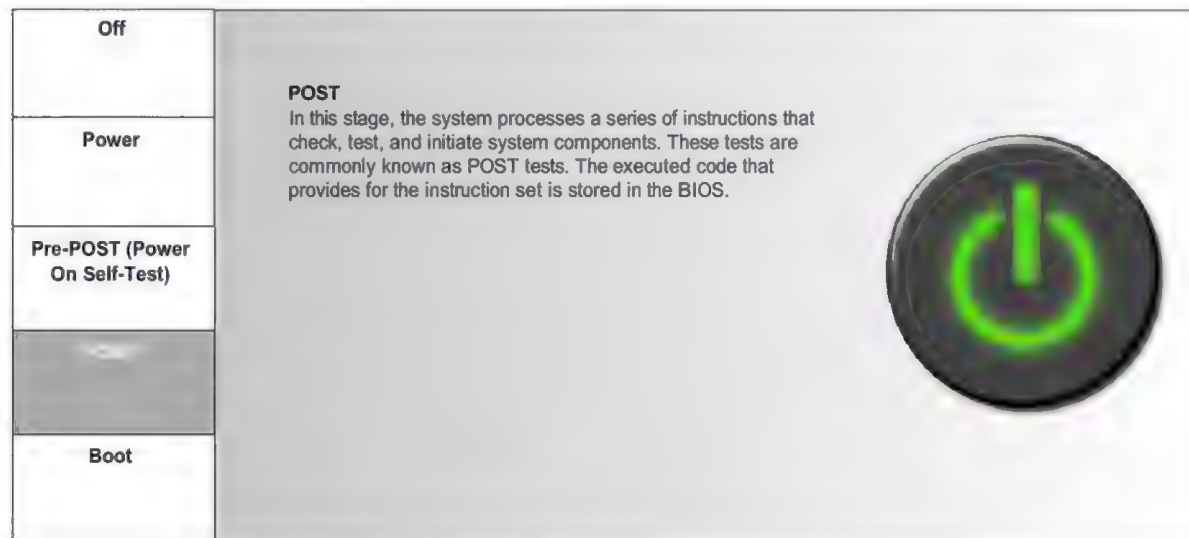 Off
Power
Pre-POST (Power
On Self-Test)
Boot
POST
In this stage, the system processes a series of instructions that
check, test, and initiate system components. These tests are
commonly known as POST tests. The executed code that
provides for the instruction set is stored in the BIOS.